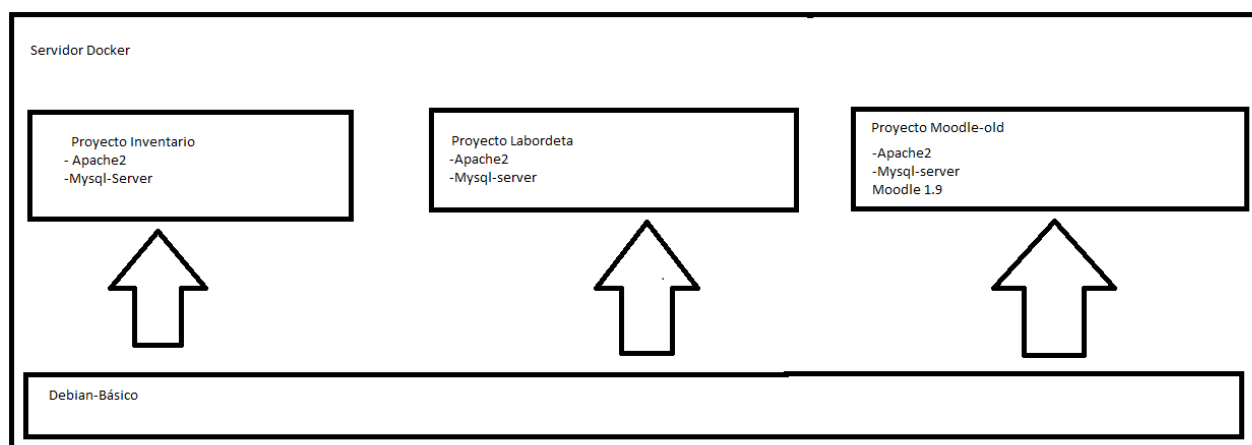 Servidor Docker
Proyecto Inventario
- Apache2
-Mysql-Server
Proyecto Labordeta
-Apache2
-Mysql-server
Proyecto Moodle-old
-Apache2
-Mysql-server
Moodle 1.9
Debian-Básico